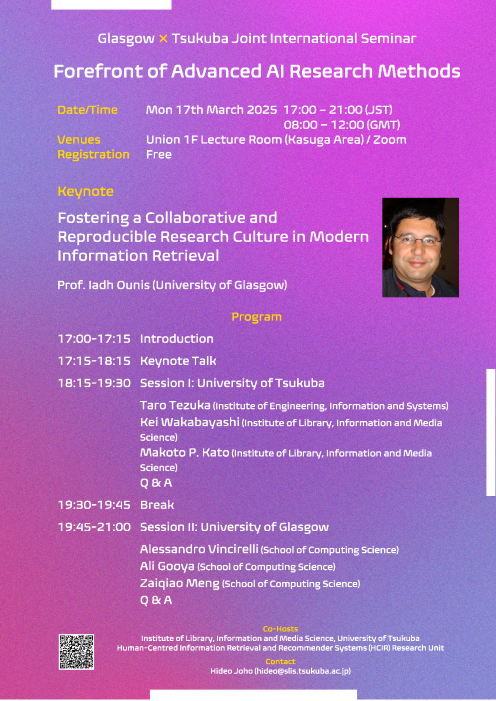 Glasgow × Tsukuba Joint International Seminar
Forefront of Advanced AI Research Methods
Date/Time Mon 17th March 2025 17:00 – 21:00 (JST)
08:00 – 12:00 (GMT)
Venues Union 1F Lecture Room (Kasuga Area) / Zoom
Registration Free
Keynote
Fostering a Collaborative and
Reproducible Research Culture in Modern
Information Retrieval
Prof. Iadh Ounis (University of Glasgow)
Program
17:00-17:15 Introduction
17:15-18:15 Keynote Talk
18:15-19:30 Session I: University of Tsukuba
Taro Tezuka (Institute of Engineering, Information and Systems)
Kei Wakabayashi (Institute of Library, Information and Media
Science)
Makoto P. Kato (Institute of Library, Information and Media
Science)
Q & A
19:30-19:45 Break
19:45-21:00 Session II: University of Glasgow
Alessandro Vincirelli (School of Computing Science)
Ali Gooya (School of Computing Science)
Zaiqiao Meng (School of Computing Science)
Q & A
Co-Hosts
Institute of Library, Information and Media Science, University of Tsukuba
Human-Centred Information Retrieval and Recommender Systems (HCIR) Research Unit
Contact
Hideo Joho (hideo@slis.tsukuba.ac.jp)